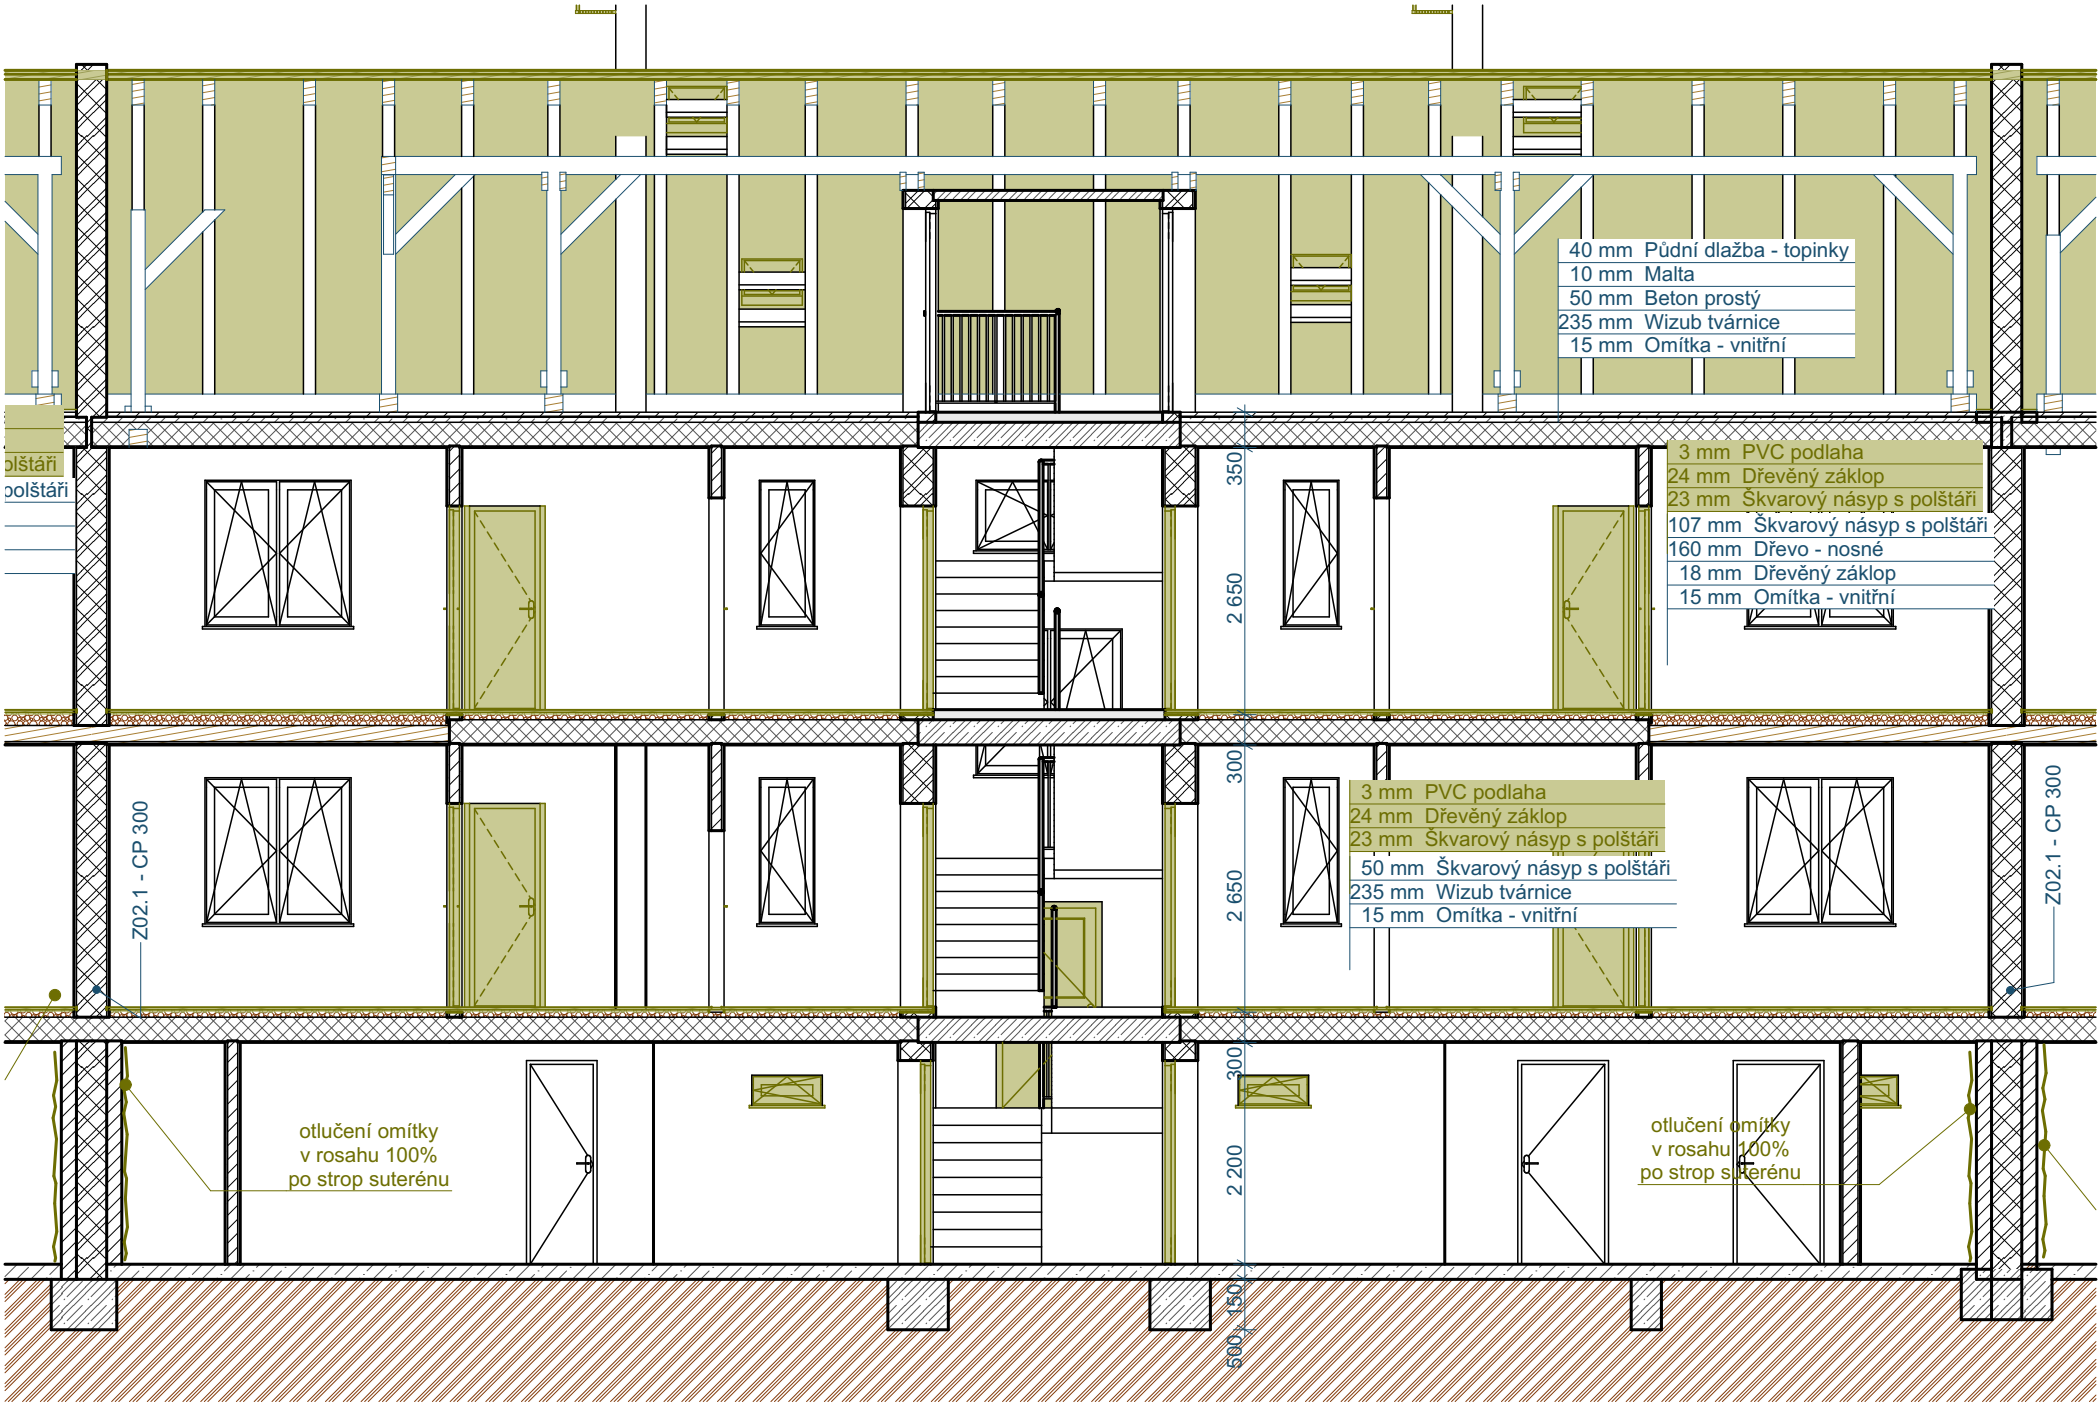 40 mm Půdní dlažba - topinky
10 mm Malta
50 mm Beton prostý
235 mm Wizub tvárnice
15 mm Omítka - vnitřní
olštáři
polštáři
3 mm PVC podlaha
24 mm Dřevěný záklop
23 mm Škvarový násyp s polštáři
107 mm Škvarový násyp s polštáři
160 mm Dřevo - nosné
18 mm Dřevěný záklop
15 mm Omítka - vnitřní
350
2 650
300
2 650
300
2 200
150
500
3 mm PVC podlaha
24 mm Dřevěný záklop
23 mm Škvarový násyp s polštáři
50 mm Škvarový násyp s polštáři
235 mm Wizub tvárnice
15 mm Omítka - vnitřní
Z02.1 - CP 300
Z02.1 - CP 300
otlučení omítky
v rosahu 100%
po strop suterénu
otlučení omítky
v rosahu 100%
po strop suterénu